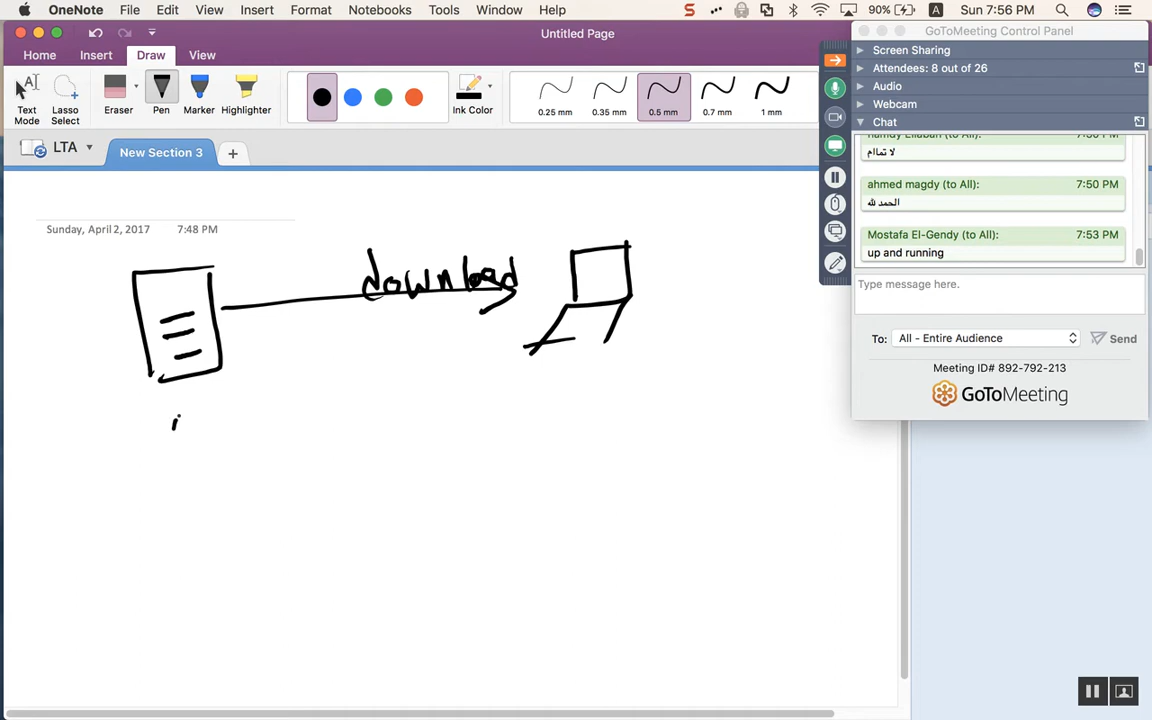 OneNote File Edit View Insert Format Notebooks Tools Window Help
90% A Sun 7:56 PM
Untitled Page
Home Insert Draw View
Text Mode
Lasso Select
Eraser
Pen
Marker
Highlighter
Ink Color
0.25 mm
0.35 mm
0.5 mm
0.7 mm
1 mm
LTA
New Section 3
+
Sunday, April 2, 2017 7:48 PM
download
i
GoToMeeting Control Panel
Screen Sharing
Attendees: 8 out of 26
Audio
Webcam
Chat
لا تماام
ahmed magdy (to All): 7:50 PM
الحمد لله
Mostafa El-Gendy (to All): 7:53 PM
up and running
Type message here.
To: All - Entire Audience Send
Meeting ID# 892-792-213
GoToMeeting